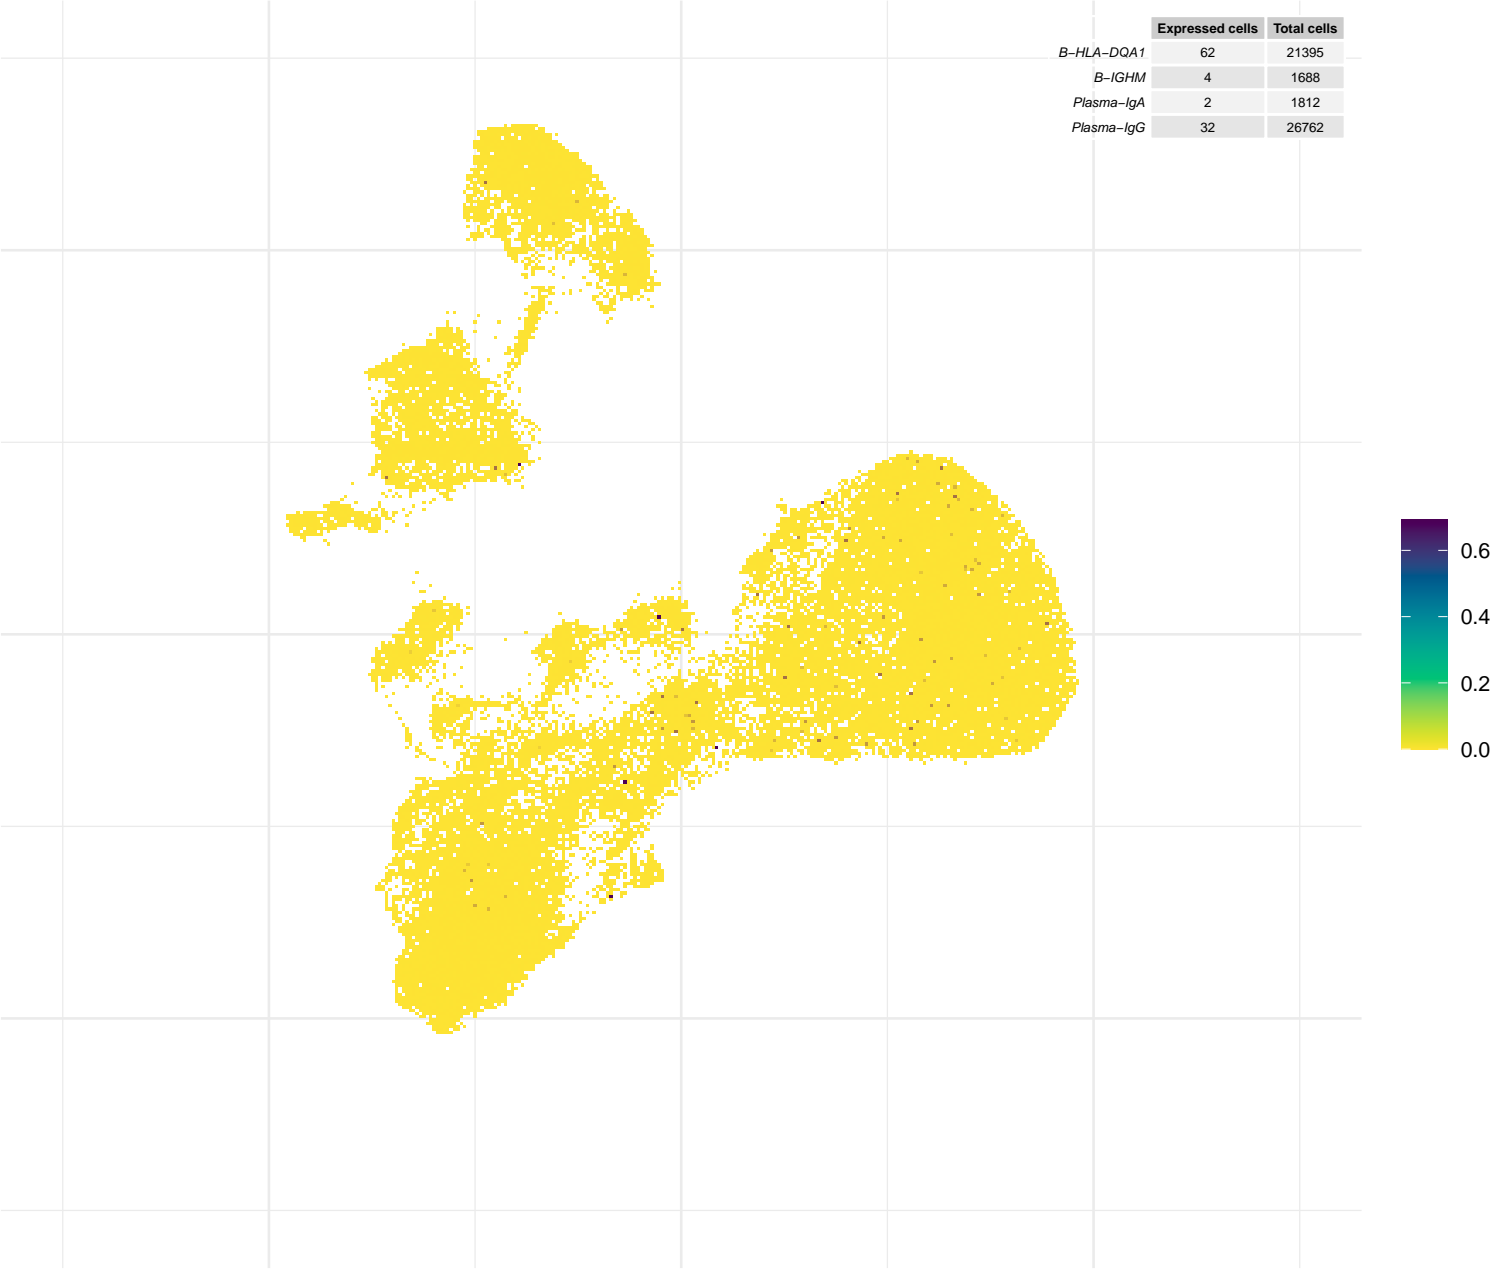 Expressed cells Total cells
B−HLA−DQA1 62 21395
B−IGHM 4 1688
Plasma−IgA 2 1812
Plasma−IgG 32 26762
0.6
0.4
0.2
0.0